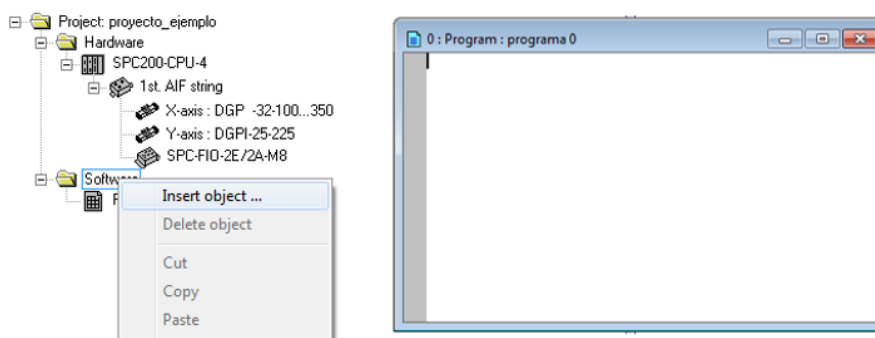 Project: proyecto_ejemplo
Hardware
SPC200-CPU-4
1st. AIF string
X-axis : DGP -32-100...350
Y-axis : DGPI-25-225
SPC-FIO-2E/2A-M8
Software
Insert object ...
Delete object
Cut
Copy
Paste
0 : Program : programa 0